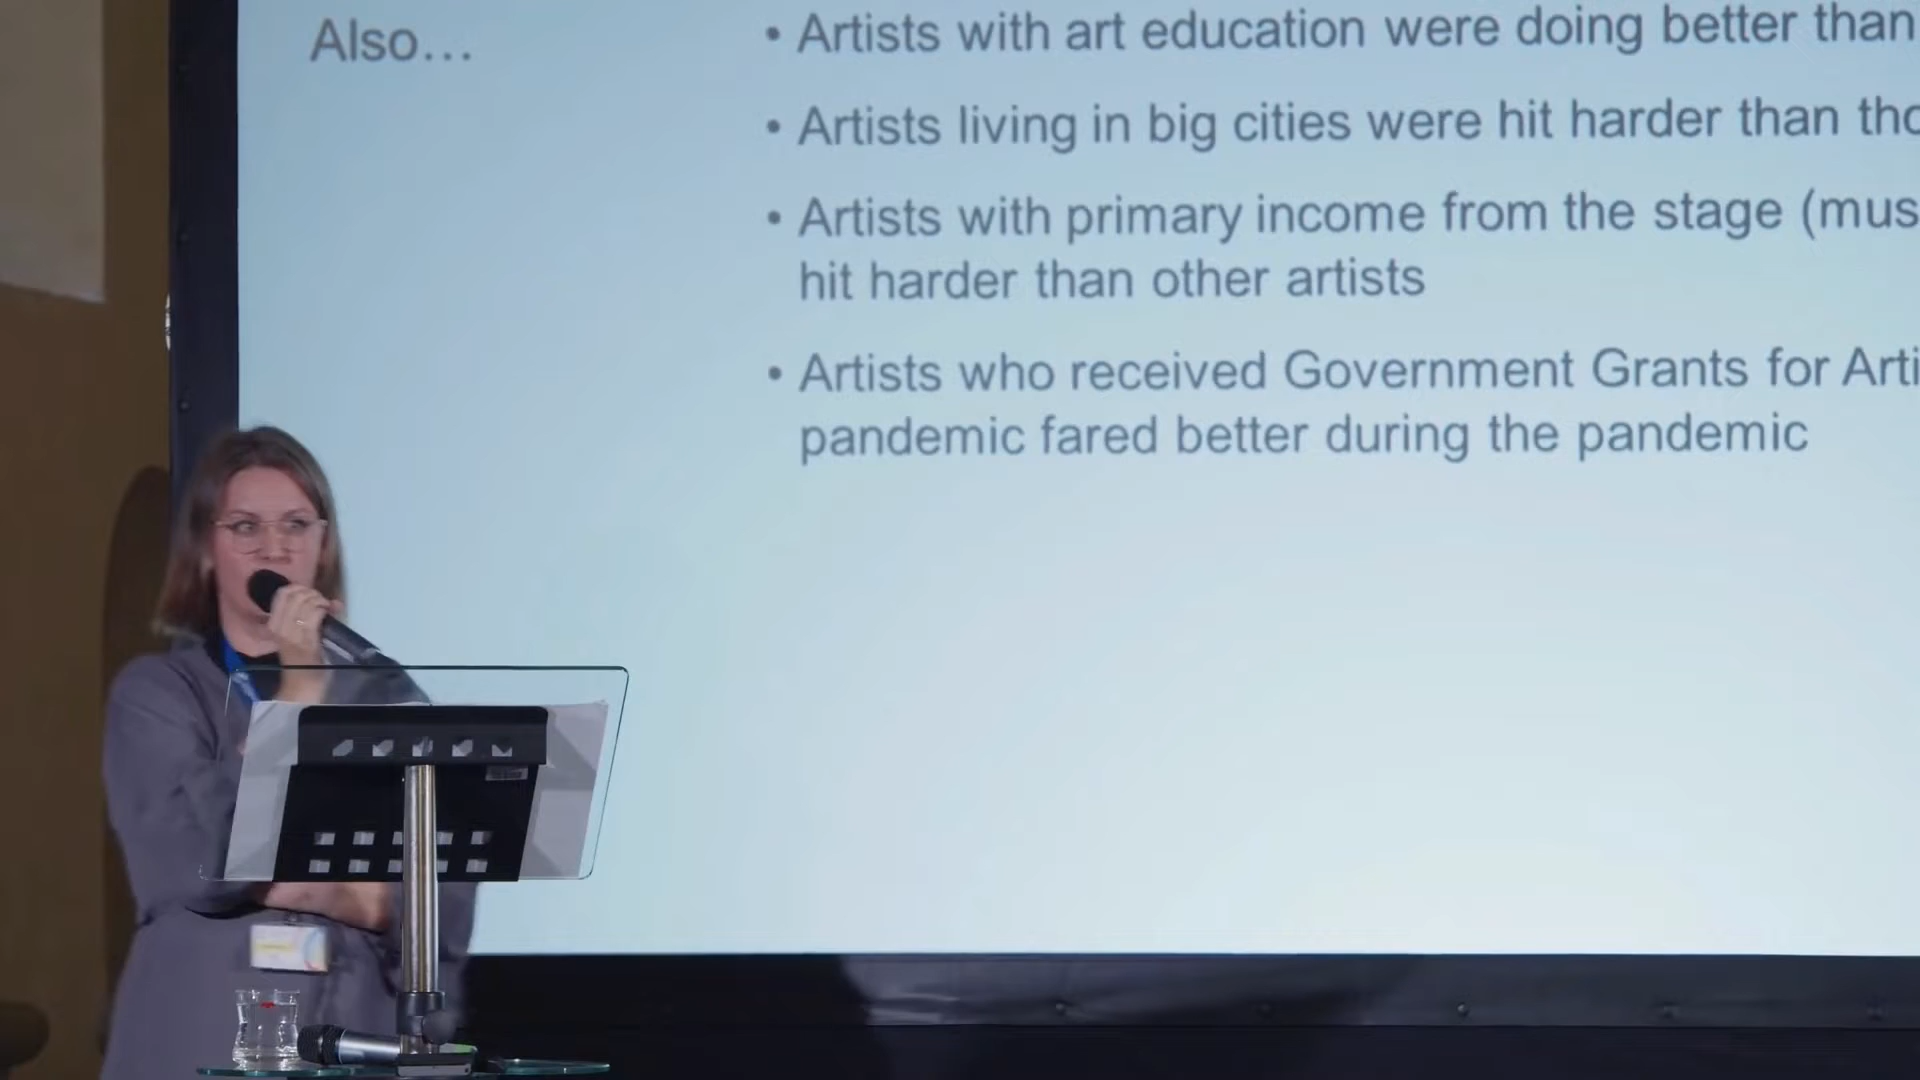 Also…
• Artists with art education were doing better than
• Artists living in big cities were hit harder than
• Artists with primary income from the stage (mus
hit harder than other artists
• Artists who received Government Grants for Arti
pandemic fared better during the pandemic